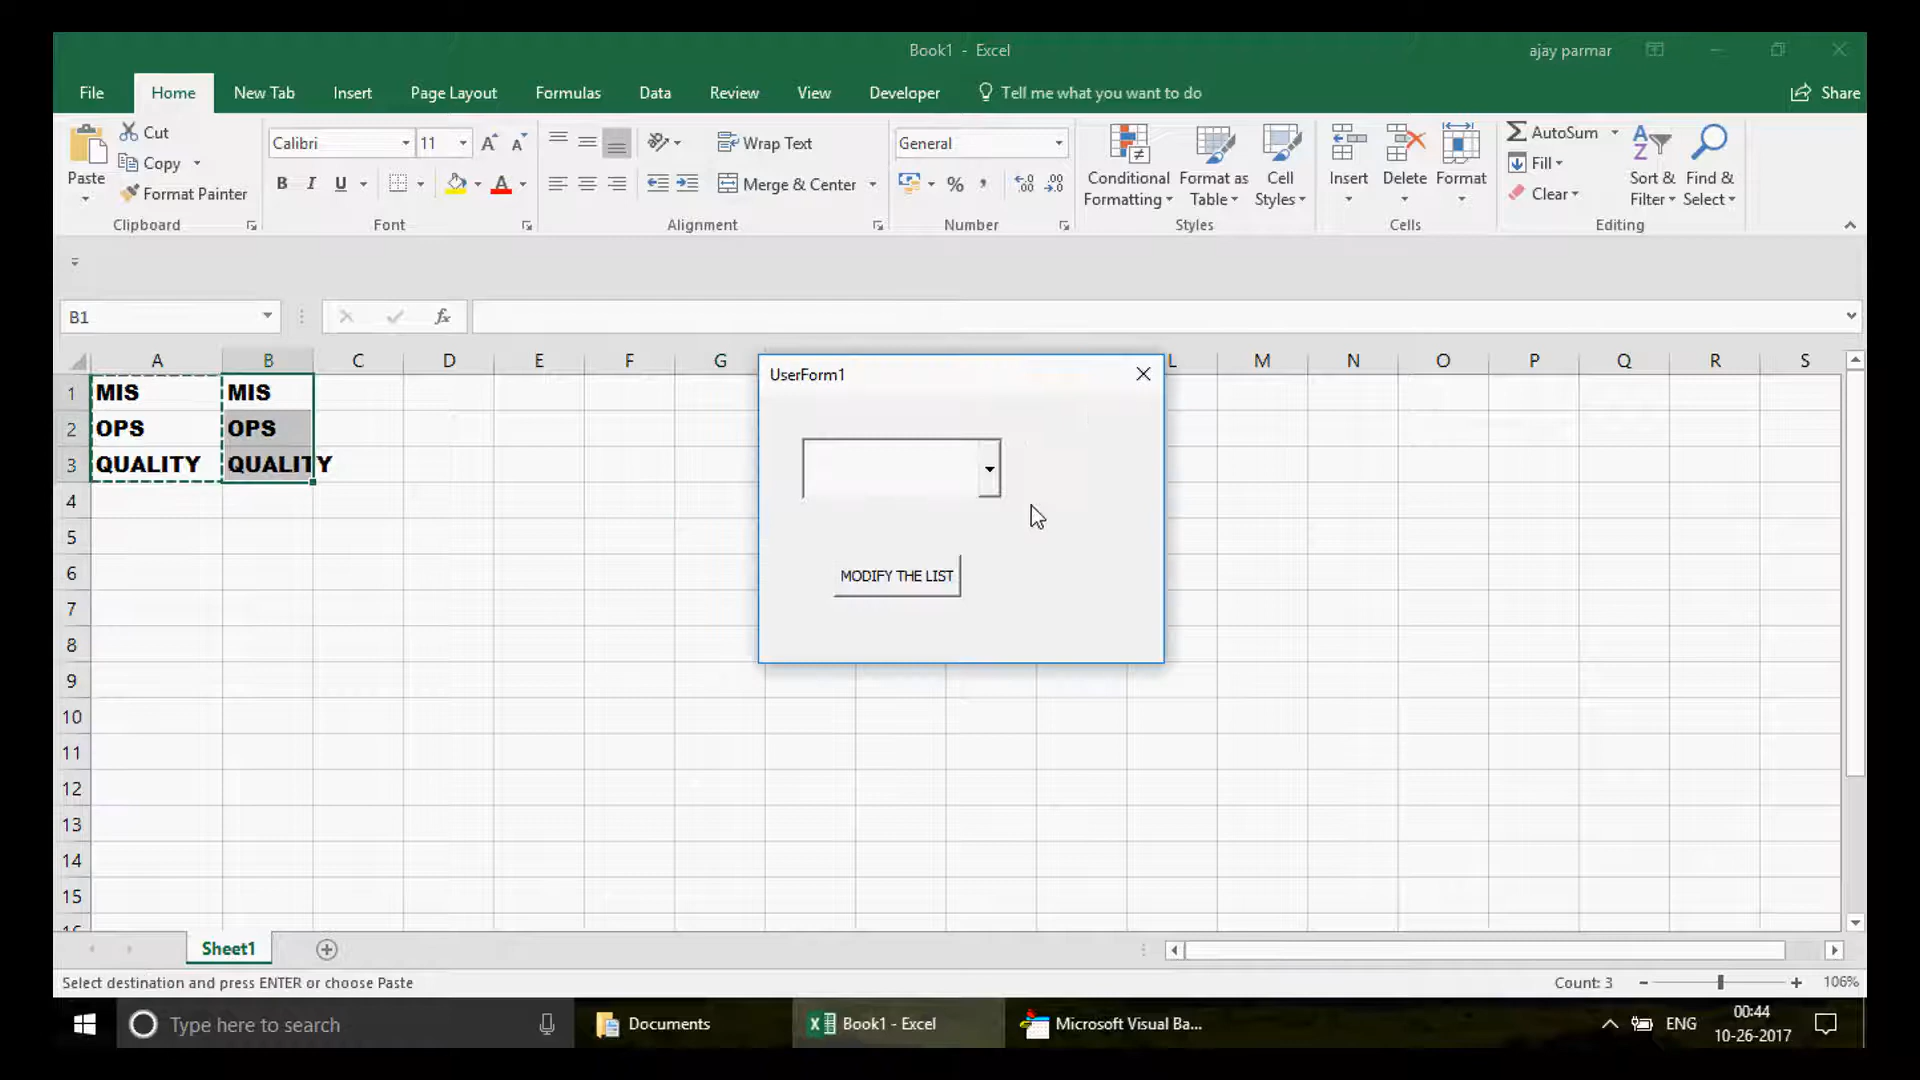 Book1 - Excel
ajay parmar
File Home New Tab Insert Page Layout Formulas Data Review View Developer Tell me what you want to do Share
Cut
Copy
Format Painter
Paste
Clipboard
Calibri 11
B I U A
Font
Wrap Text
Merge & Center
Alignment
General
% ,
Number
Conditional Formatting
Format as Table
Cell Styles
Styles
Insert Delete Format
Cells
AutoSum
Fill
Clear
Sort & Filter
Find & Select
Editing
B1
fx
A B C D E F G L M N O P Q R S
1 MIS MIS
2 OPS OPS
3 QUALITY QUALITY
4
5
6
7
8
9
10
11
12
13
14
15
UserForm1
MODIFY THE LIST
Sheet1
Select destination and press ENTER or choose Paste
Count: 3
106%
Type here to search
Documents
Book1 - Excel
Microsoft Visual Ba...
ENG
00:44
10-26-2017